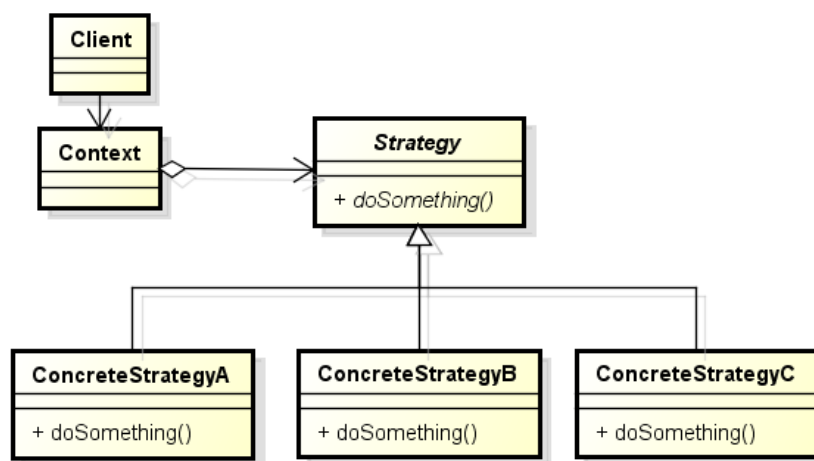 Client
Context
Strategy
+ doSomething()
ConcreteStrategyA
+ doSomething()
ConcreteStrategyB
+ doSomething()
ConcreteStrategyC
+ doSomething()